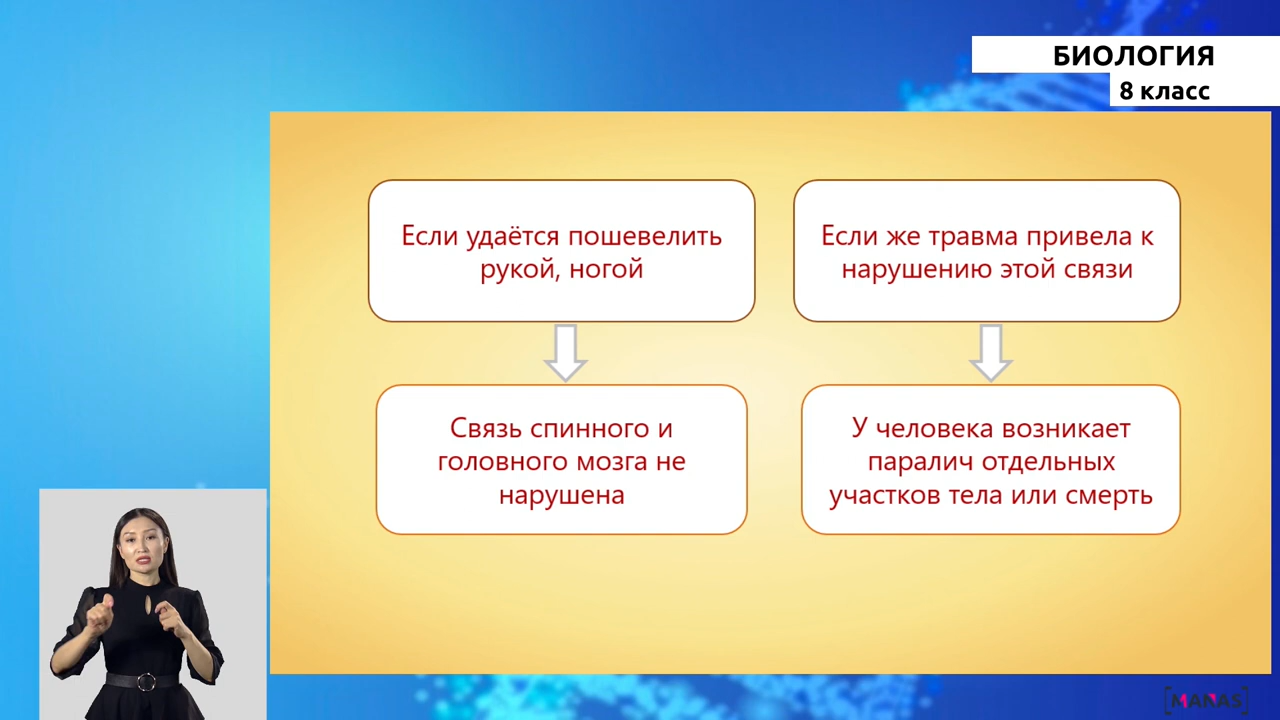 БИОЛОГИЯ
8 класс
Если удаётся пошевелить
рукой, ногой
Если же травма привела к
нарушению этой связи
Связь спинного и
головного мозга не
нарушена
У человека возникает
паралич отдельных
участков тела или смерть
MANAS